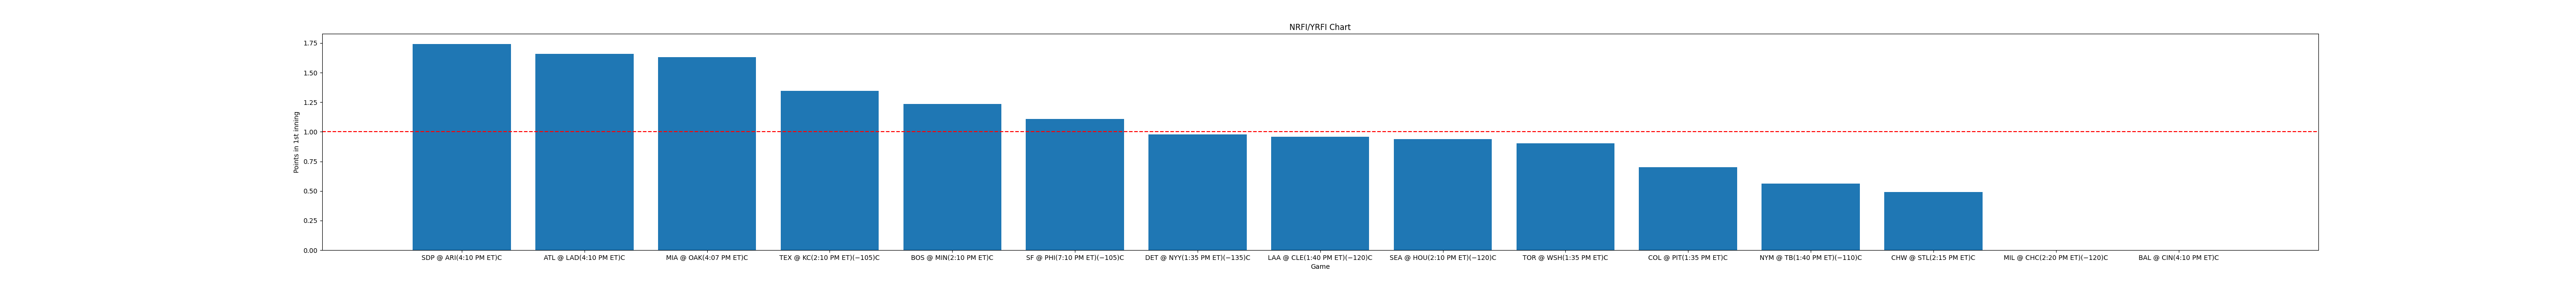 NRFI/YRFI Chart
Points in 1st inning
1.75
1.50
1.25
1.00
0.75
0.50
0.25
0.00
SDP @ ARI(4:10 PM ET)C
ATL @ LAD(4:10 PM ET)C
MIA @ OAK(4:07 PM ET)C
TEX @ KC(2:10 PM ET)(−105)C
BOS @ MIN(2:10 PM ET)C
SF @ PHI(7:10 PM ET)(−105)C
DET @ NYY(1:35 PM ET)(−135)C
LAA @ CLE(1:40 PM ET)(−120)C
SEA @ HOU(2:10 PM ET)(−120)C
TOR @ WSH(1:35 PM ET)C
COL @ PIT(1:35 PM ET)C
NYM @ TB(1:40 PM ET)(−110)C
CHW @ STL(2:15 PM ET)C
MIL @ CHC(2:20 PM ET)(−120)C
BAL @ CIN(4:10 PM ET)C
Game